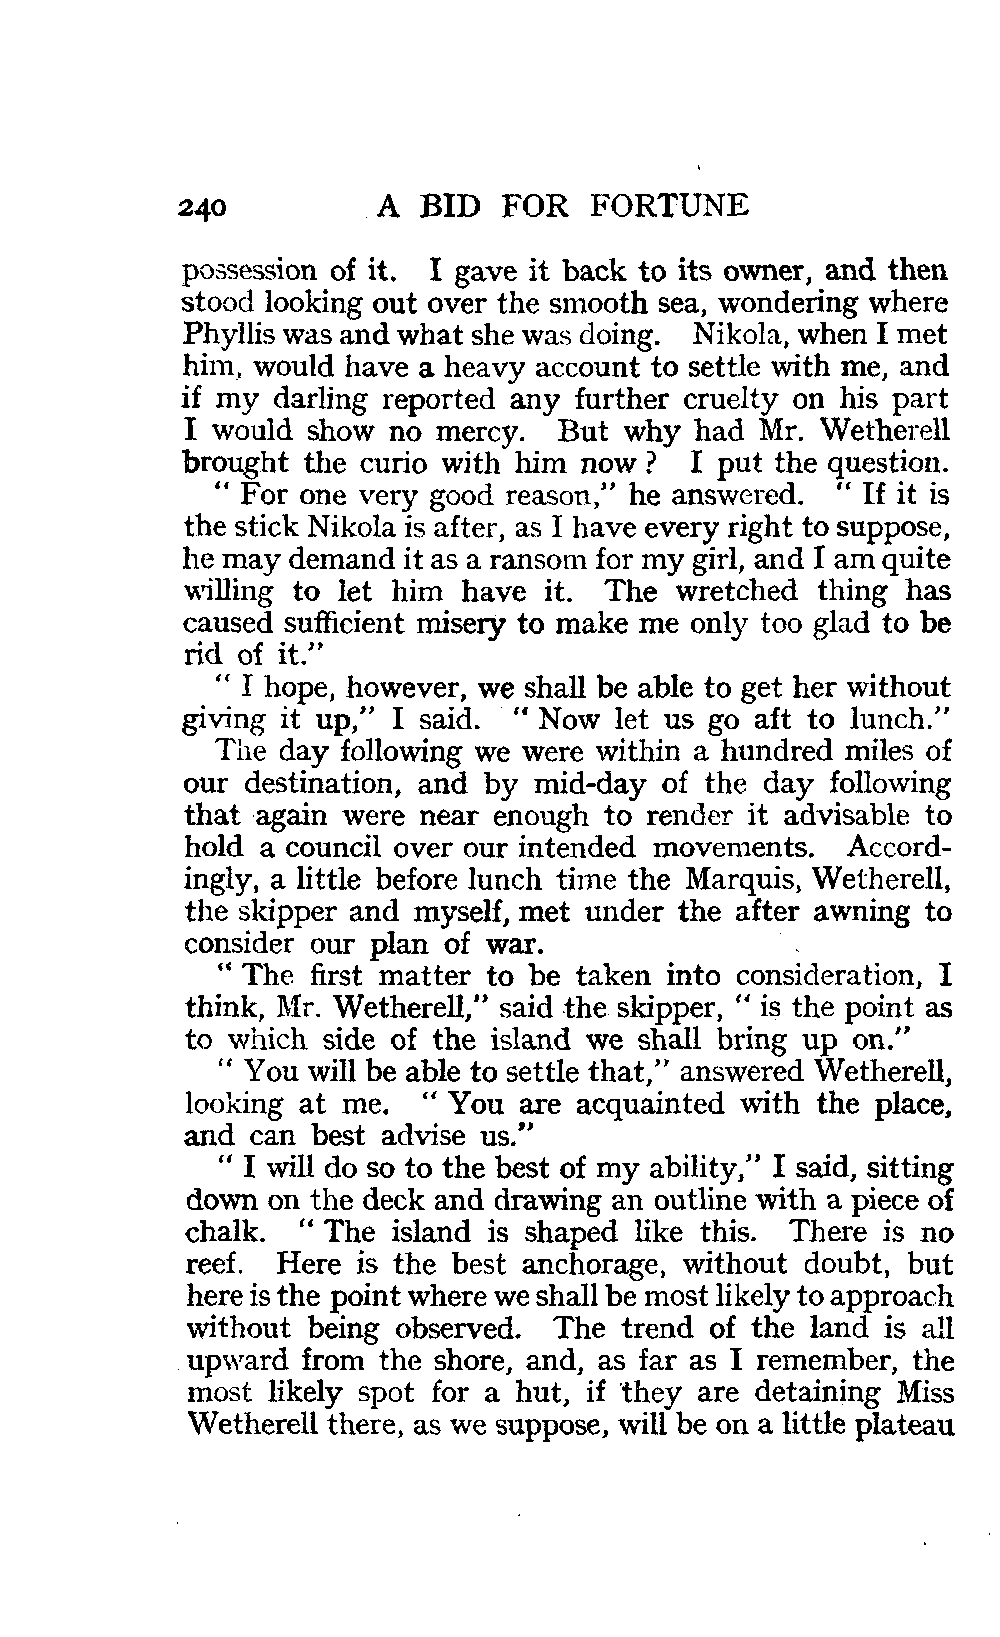 240 A BID FOR FORTUNE
possession of it. I gave it back to its owner, and then
stood looking out over the smooth sea, wondering where
Phyllis was and what she was doing. Nikola, when I met
him, would have a heavy account to settle with me, and
if my darling reported any further cruelty on his part
I would show no mercy. But why had Mr. Wetherell
brought the curio with him now ? I put the question.
" For one very good reason," he answered. " If it is
the stick Nikola is after, as I have every right to suppose,
he may demand it as a ransom for my girl, and I am quite
willing to let him have it. The wretched thing has
caused sufficient misery to make me only too glad to be
rid of it."
" I hope, however, we shall be able to get her without
giving it up," I said. " Now let us go aft to lunch."
The day following we were within a hundred miles of
our destination, and by mid-day of the day following
that again were near enough to render it advisable to
hold a council over our intended movements. Accord-
ingly, a little before lunch time the Marquis, Wetherell,
the skipper and myself, met under the after awning to
consider our plan of war.
" The first matter to be taken into consideration, I
think, Mr. Wetherell," said the skipper, " is the point as
to which side of the island we shall bring up on."
" You will be able to settle that," answered Wetherell,
looking at me. " You are acquainted with the place,
and can best advise us."
" I will do so to the best of my ability," I said, sitting
down on the deck and drawing an outline with a piece of
chalk. " The island is shaped like this. There is no
reef. Here is the best anchorage, without doubt, but
here is the point where we shall be most likely to approach
without being observed. The trend of the land is all
upward from the shore, and, as far as I remember, the
most likely spot for a hut, if they are detaining Miss
Wetherell there, as we suppose, will be on a little plateau